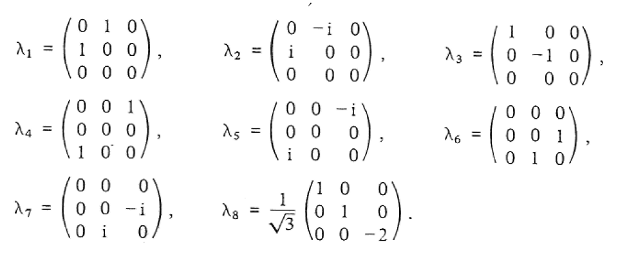 λ₁ = ( 0 1 0 ; 1 0 0 ; 0 0 0 ) , λ₂ = ( 0 −i 0 ; i 0 0 ; 0 0 0 ) , λ₃ = ( 1 0 0 ; 0 −1 0 ; 0 0 0 ) ,
λ₄ = ( 0 0 1 ; 0 0 0 ; 1 0 0 ) , λ₅ = ( 0 0 −i ; 0 0 0 ; i 0 0 ) , λ₆ = ( 0 0 0 ; 0 0 1 ; 0 1 0 ) ,
λ₇ = ( 0 0 0 ; 0 0 −i ; 0 i 0 ) , λ₈ = 1/√3 ( 1 0 0 ; 0 1 0 ; 0 0 −2 ) .